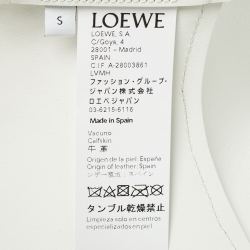 S
LOEWE
LOEWE, S.A.
C/Goya, 4
28001 - Madrid
SPAIN
C.I.F. A-28003861
LVMH
ファッション・グループ・
ジャパン株式会社
ロエベジャパン
03-6215-6116
Made in Spain
Vacuno
Calfskin
牛革
Origen de la piel: España
Origin of leather: Spain
タンブル乾燥禁止
Limpieza solo en centros
especializados en piel